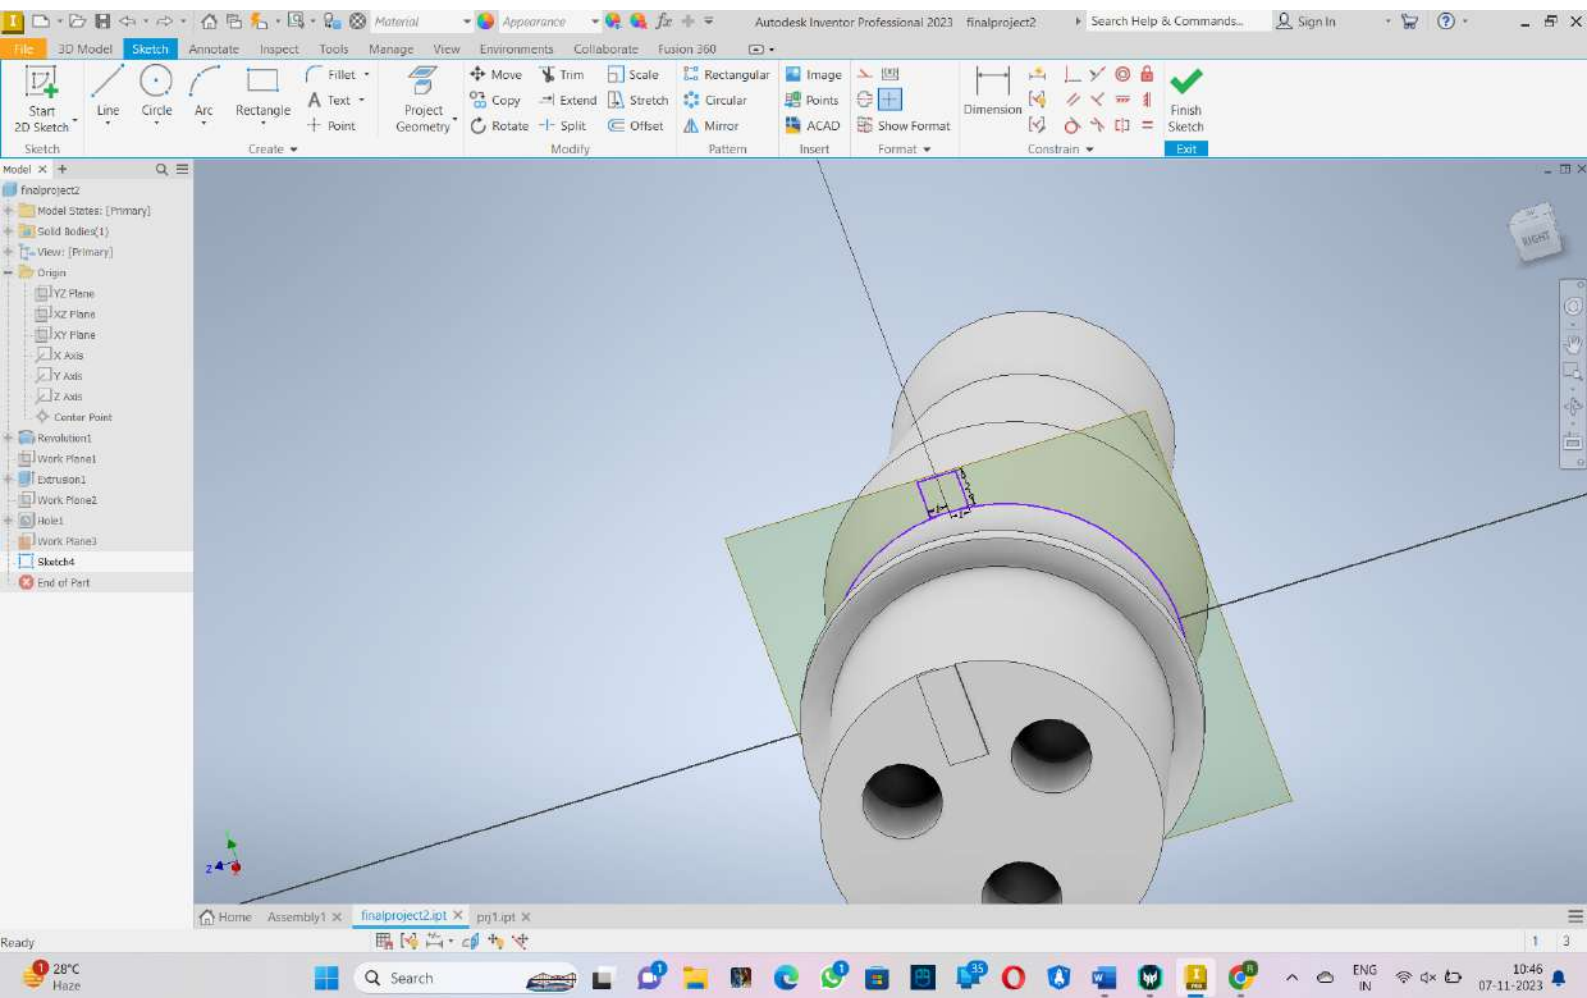 Material Appearance fx Autodesk Inventor Professional 2023 finalproject2 Search Help & Commands... Sign In
File 3D Model Sketch Annotate Inspect Tools Manage View Environments Collaborate Fusion 360
Fillet Move Trim Scale Rectangular Image
Text Copy Extend Stretch Circular Points
Start 2D Sketch Line Circle Arc Rectangle Point Project Geometry Rotate Split Offset Mirror ACAD Show Format Dimension Finish Sketch
Sketch Create Modify Pattern Insert Format Constrain Exit
Model
finalproject2
Model States: [Primary]
Solid Bodies(1)
View: [Primary]
Origin
YZ Plane
XZ Plane
XY Plane
X Axis
Y Axis
Z Axis
Center Point
Revolution1
Work Plane1
Extrusion1
Work Plane2
Hole1
Work Plane3
Sketch4
End of Part
RIGHT
Z
Home Assembly1 finalproject2.ipt prj1.ipt
Ready 1 3
1 28°C Haze
Search 1 1 35 ENG IN 10:46 07-11-2023